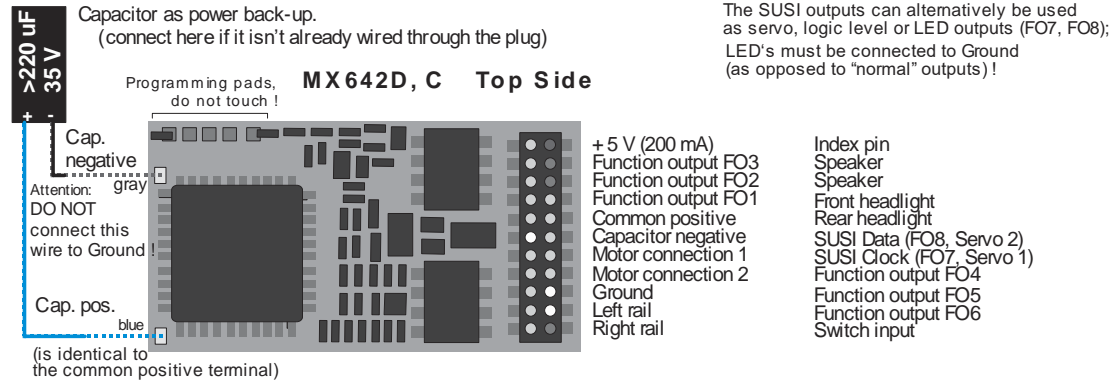 >220 uF
35 V
+ -
Capacitor as power back-up.
(connect here if it isn't already wired through the plug)
The SUSI outputs can alternatively be used
as servo, logic level or LED outputs (FO7, FO8);
LED's must be connected to Ground
(as opposed to "normal" outputs) !
Programming pads,
do not touch !
MX642D, C Top Side
Cap.
negative
gray
Attention:
DO NOT
connect this
wire to Ground !
Cap. pos.
blue
(is identical to
the common positive terminal)
+ 5 V (200 mA) Index pin
Function output FO3 Speaker
Function output FO2 Speaker
Function output FO1 Front headlight
Common positive Rear headlight
Capacitor negative SUSI Data (FO8, Servo 2)
Motor connection 1 SUSI Clock (FO7, Servo 1)
Motor connection 2 Function output FO4
Ground Function output FO5
Left rail Function output FO6
Right rail Switch input